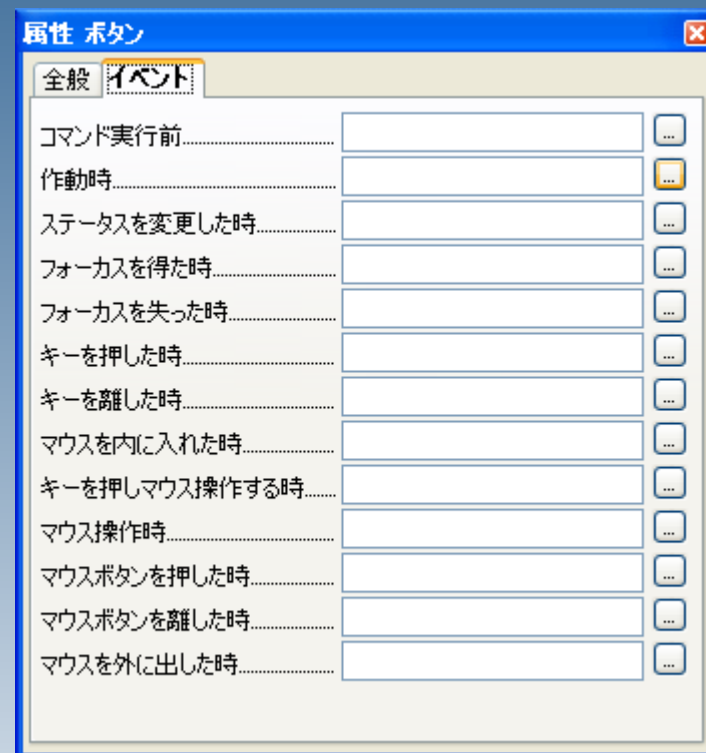 属性 ボタン
全般 イベント
コマンド実行前.............................. ...
作動時............................................ ...
ステータスを変更した時................ ...
フォーカスを得た時........................ ...
フォーカスを失った時..................... ...
キーを押した時.............................. ...
キーを離した時.............................. ...
マウスを内に入れた時.................. ...
キーを押しマウス操作する時...... ...
マウス操作時................................. ...
マウスボタンを押した時................ ...
マウスボタンを離した時................ ...
マウスを外に出した時................... ...